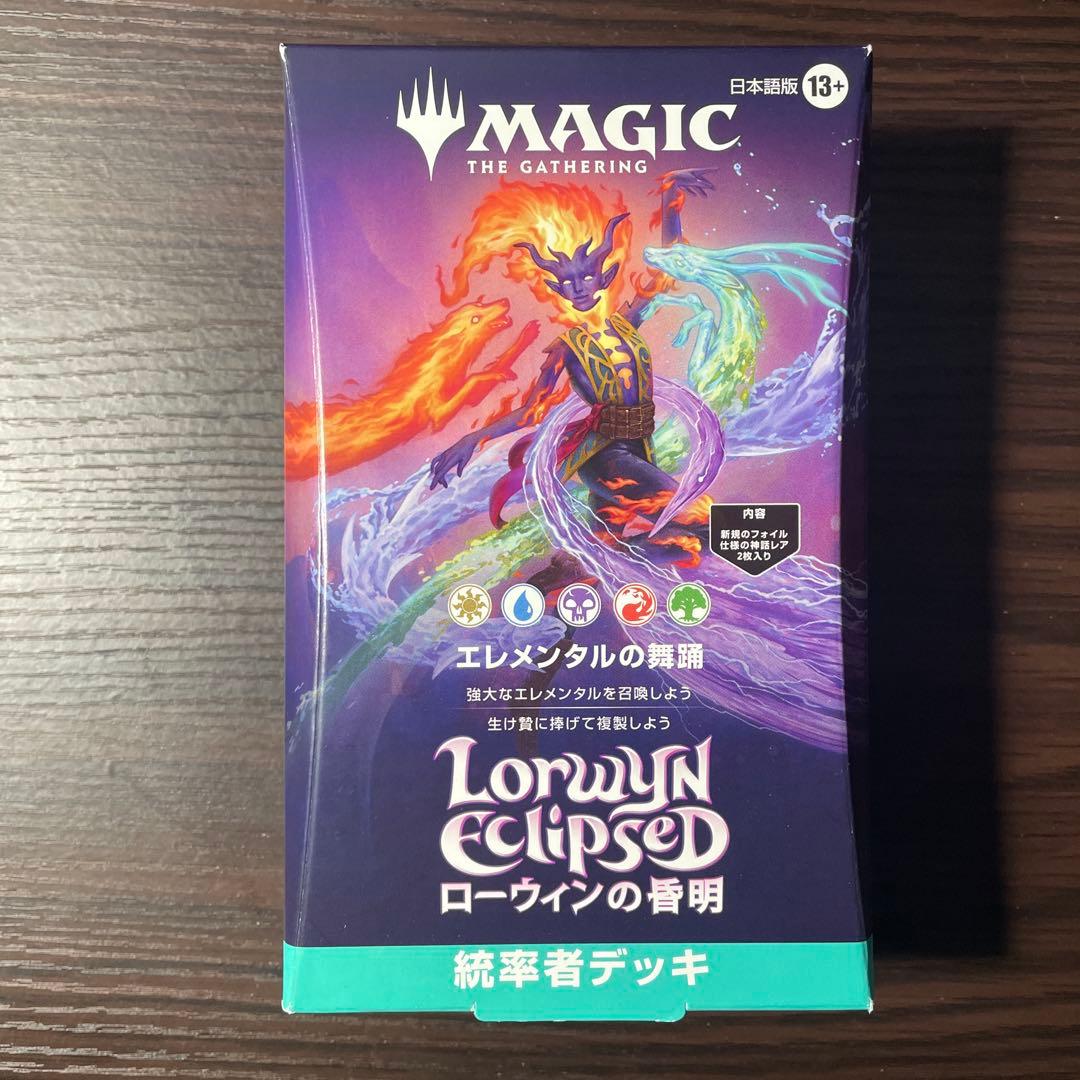 日本語版 13+
MAGIC
THE GATHERING
内容
新規のフォイル
仕様の神話レア
2枚入り
エレメンタルの舞踊
強大なエレメンタルを召喚しよう
生け贄に捧げて複製しよう
Lorwyn
Eclipsed
ローウィンの昏明
統率者デッキ